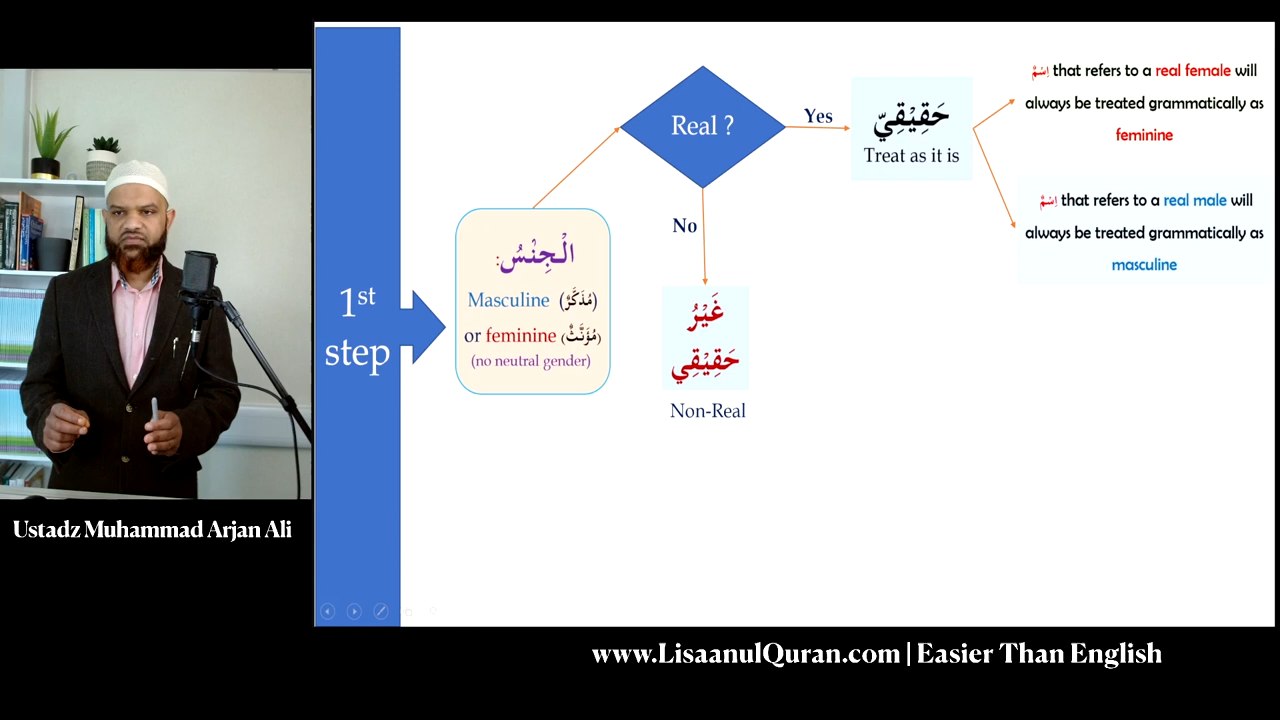 Ustadz Muhammad Arjan Ali
1st
step
الْجِنْسُ:
Masculine (مُذَكَّرٌ)
or feminine (مُؤَنَّثٌ)
(no neutral gender)
Real ?
Yes
حَقِيْقِيّ
Treat as it is
اِسْمٌ that refers to a real female will
always be treated grammatically as
feminine
اِسْمٌ that refers to a real male will
always be treated grammatically as
masculine
No
غَيْرُ
حَقِيْقِي
Non-Real
www.LisaanulQuran.com | Easier Than English